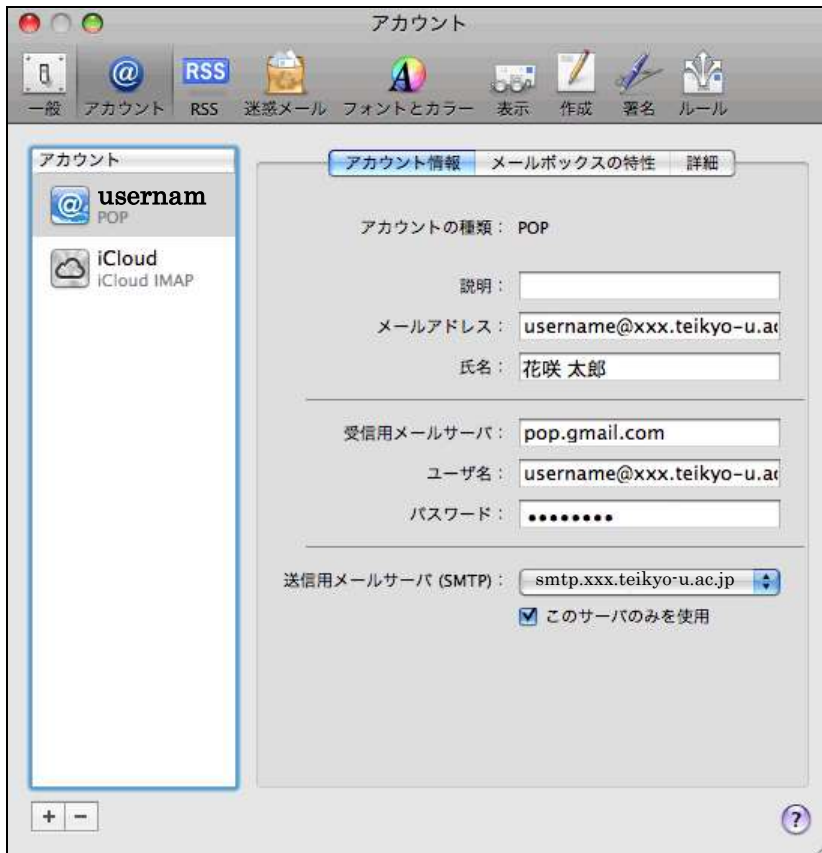 アカウント
RSS
一般 アカウント RSS 迷惑メール フォントとカラー 表示 作成 署名 ルール
アカウント
usernam
POP
iCloud
iCloud IMAP
アカウント情報 メールボックスの特性 詳細
アカウントの種類： POP
説明：
メールアドレス： username@xxx.teikyo-u.ac
氏名： 花咲 太郎
受信用メールサーバ： pop.gmail.com
ユーザ名： username@xxx.teikyo-u.ac
パスワード： ••••••••
送信用メールサーバ (SMTP)： smtp.xxx.teikyo-u.ac.jp
このサーバのみを使用
+ − ?